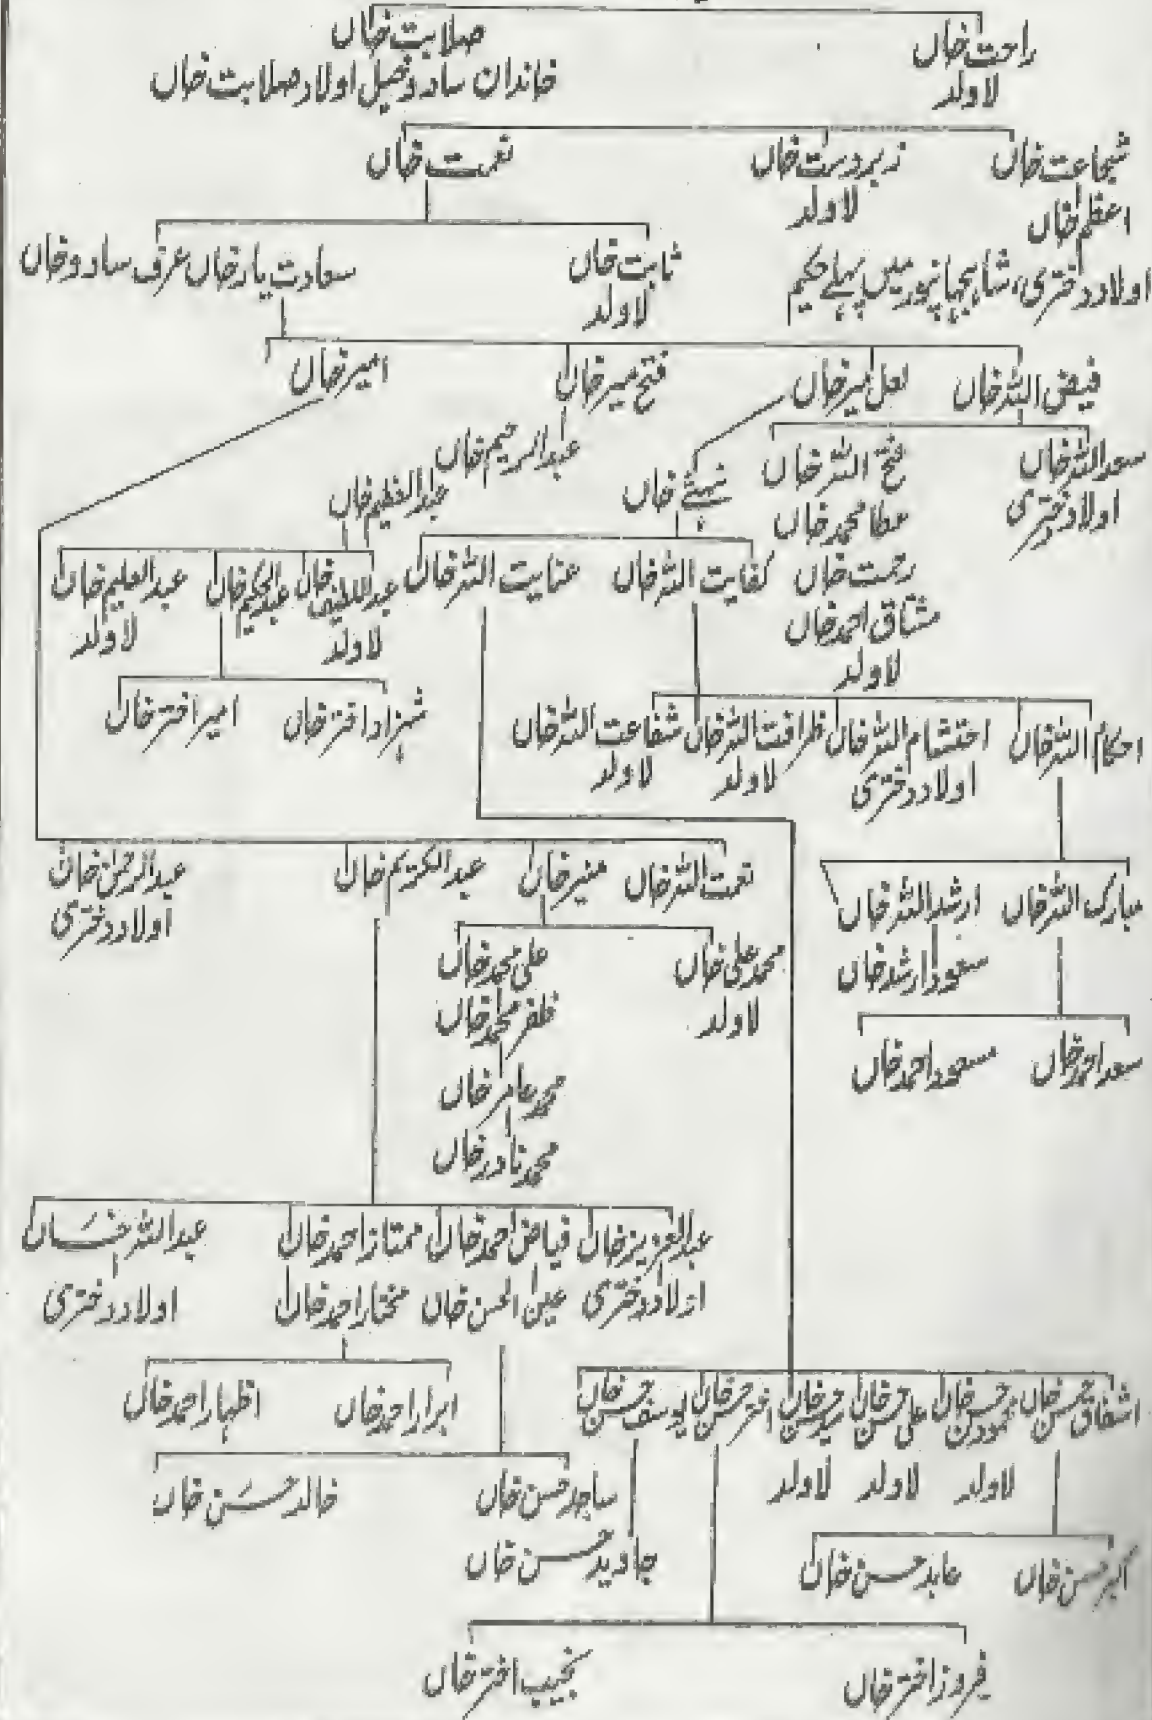 راحت خاں
لاولد
صلابت خاں
خاندان سادوخیل اولاد صلابت خاں
شجاعت خاں
اعظم خاں
اولاد دختری، شاہجہانپور میں پہلے حکیم
زبردست خاں
لاولد
نعمت خاں
ثابت خاں
لاولد
سعادت یار خاں عرف سادو خاں
فیض اللہ خاں
لعل میر خاں
فتح میر خاں
امیر خاں
سعد اللہ خاں
اولاد دختری
فتح اللہ خاں
عطا محمد خاں
رحمت خاں
مشتاق احمد خاں
لاولد
ننھے خاں
عبدالرحیم خاں
عبدالعظیم خاں
کفایت اللہ خاں
عنایت اللہ خاں
عبداللطیف خاں
لاولد
عبدالحکیم خاں
عبدالعلیم خاں
لاولد
شہزاد اختر خاں
امیر اختر خاں
احکام اللہ خاں
احتشام اللہ خاں
اولاد دختری
ظرافت اللہ خاں
لاولد
شفاعت اللہ خاں
لاولد
نعمت اللہ خاں
منیر خاں
عبدالکریم خاں
عبدالرحمٰن خاں
اولاد دختری
مبارک اللہ خاں
ارشد اللہ خاں
سعود ارشد خاں
سعد احمد خاں
مسعود احمد خاں
محمد علی خاں
لاولد
علی محمد خاں
ظفر محمد خاں
محمد عامر خاں
محمد نادر خاں
عبدالعزیز خاں
اولاد دختری
فیاض احمد خاں
عین الحسن خاں
ممتاز احمد خاں
مختار احمد خاں
عبداللہ خاں
اولاد دختری
ابرار احمد خاں
اظہار احمد خاں
اشفاق حسن خاں
محمود حسن خاں
لاولد
علی حسن خاں
لاولد
حسن خاں
لاولد
اختر حسن خاں
یوسف حسن خاں
ساجد حسن خاں
خالد حسن خاں
جاوید حسن خاں
اکبر حسن خاں
عابد حسن خاں
فیروز اختر خاں
نجیب اختر خاں